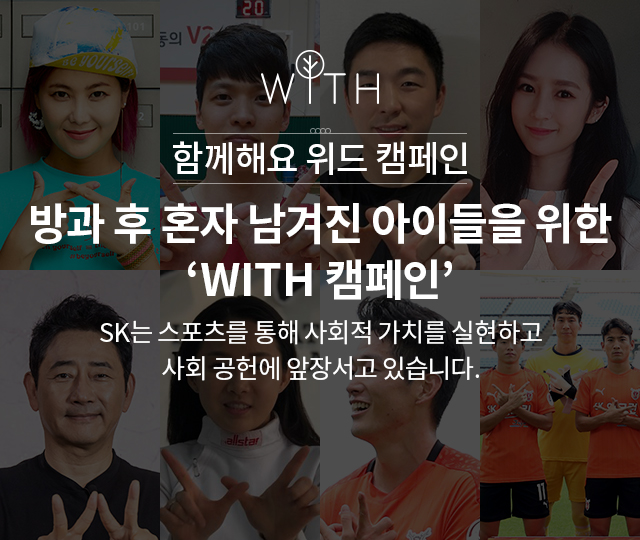 WITH
함께해요 위드 캠페인
방과 후 혼자 남겨진 아이들을 위한
‘WITH 캠페인’
SK는 스포츠를 통해 사회적 가치를 실현하고
사회 공헌에 앞장서고 있습니다.
allstar
11